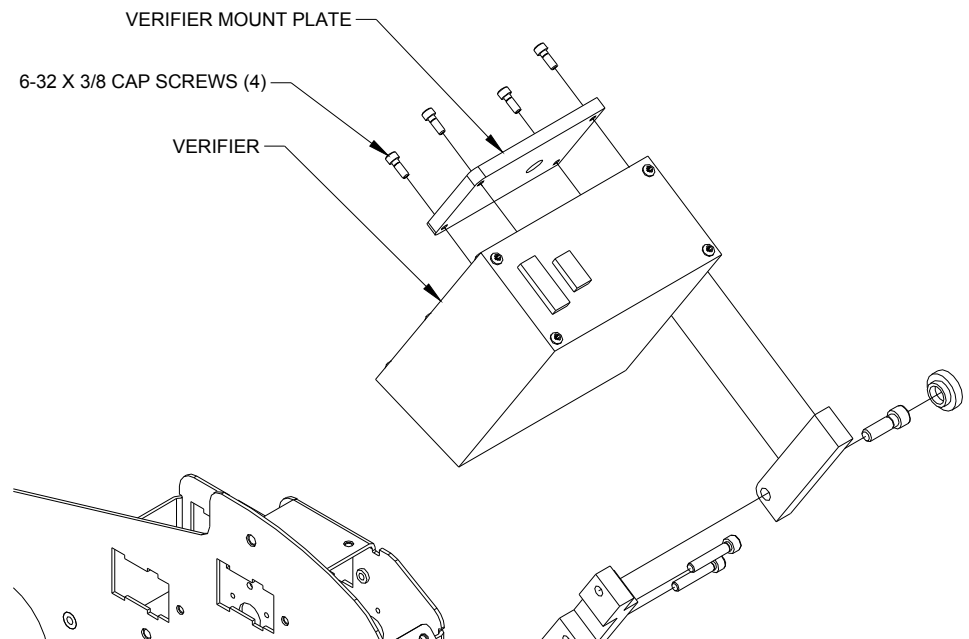 VERIFIER MOUNT PLATE
6-32 X 3/8 CAP SCREWS (4)
VERIFIER